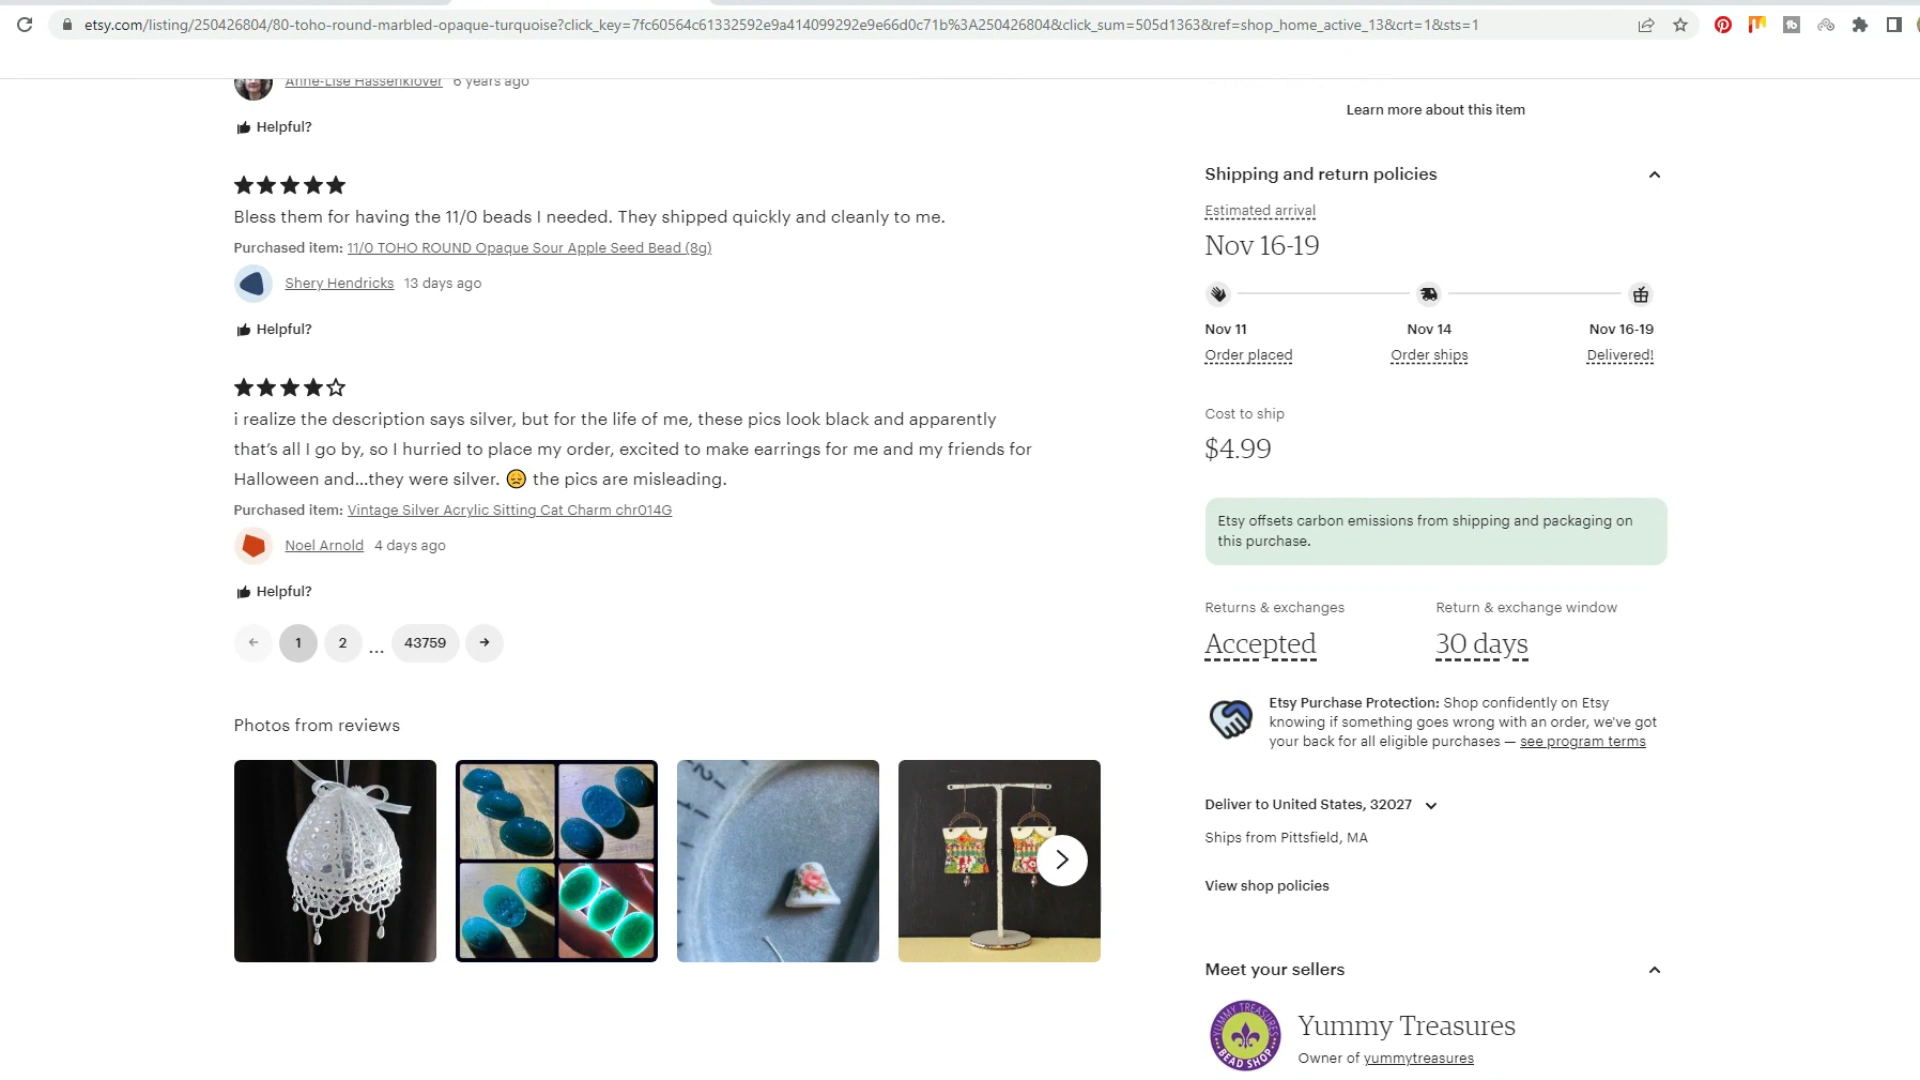 etsy.com/listing/250426804/80-toho-round-marbled-opaque-turquoise?click_key=7fc60564c61332592e9a414099292e9e66d0c71b%3A250426804&click_sum=505d1363&ref=shop_home_active_13&crt=1&sts=1
Anne-Lise Hassenklover 6 years ago
Helpful?
Bless them for having the 11/0 beads I needed. They shipped quickly and cleanly to me.
Purchased item: 11/0 TOHO ROUND Opaque Sour Apple Seed Bead (8g)
Shery Hendricks 13 days ago
Helpful?
i realize the description says silver, but for the life of me, these pics look black and apparently
that's all I go by, so I hurried to place my order, excited to make earrings for me and my friends for
Halloween and...they were silver. 😞 the pics are misleading.
Purchased item: Vintage Silver Acrylic Sitting Cat Charm chr014G
Noel Arnold 4 days ago
Helpful?
1 2 ... 43759
Photos from reviews
Learn more about this item
Shipping and return policies
Estimated arrival
Nov 16-19
Nov 11 Nov 14 Nov 16-19
Order placed Order ships Delivered!
Cost to ship
$4.99
Etsy offsets carbon emissions from shipping and packaging on
this purchase.
Returns & exchanges Return & exchange window
Accepted 30 days
Etsy Purchase Protection: Shop confidently on Etsy
knowing if something goes wrong with an order, we've got
your back for all eligible purchases — see program terms
Deliver to United States, 32027
Ships from Pittsfield, MA
View shop policies
Meet your sellers
YUMMY TREASURES
BEAD SHOP
Yummy Treasures
Owner of yummytreasures